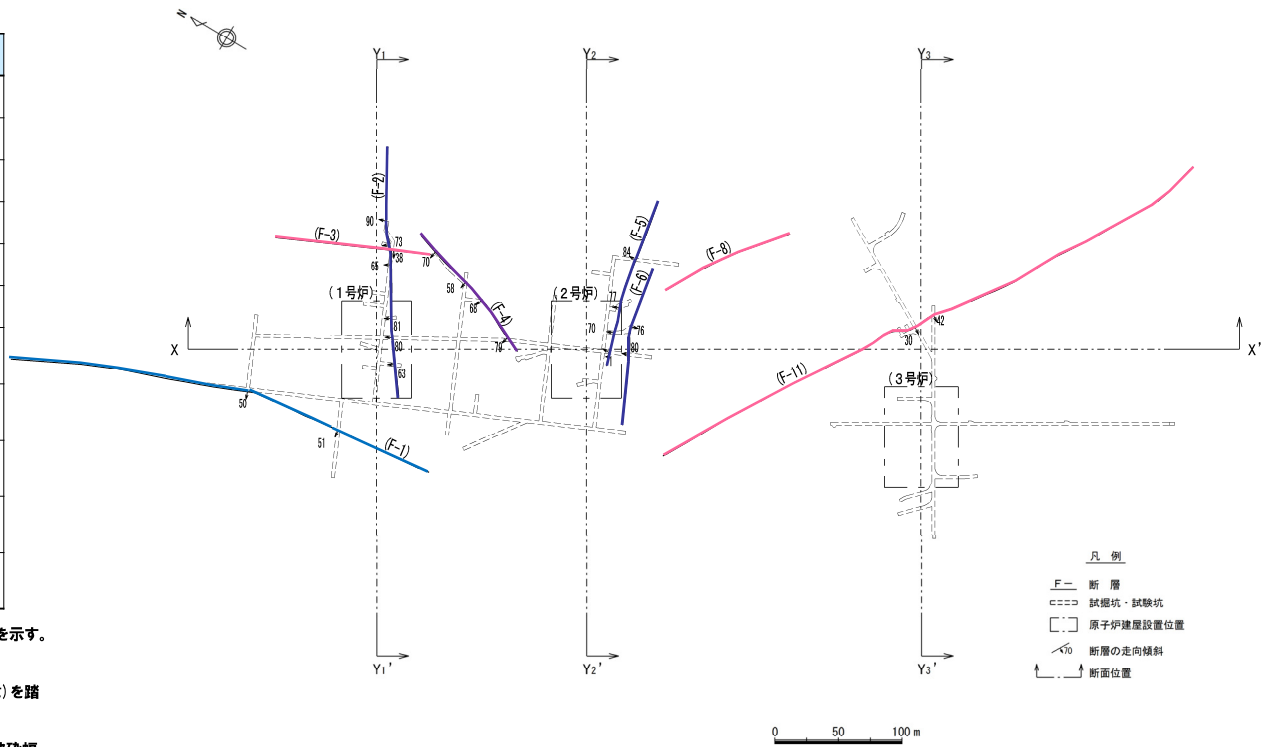 N
Y1
Y2
Y3
(F-2)
90
(F-3)
73
38
65
70
(F-5)
84
(F-8)
(F-6)
58
68
(F-4)
79
(1号炉)
(2号炉)
77
70
76
80
81
80
63
42
30
X
X'
(3号炉)
(F-11)
50
51
(F-1)
Y1'
Y2'
Y3'
凡 例
F- 断 層
試掘坑・試験坑
原子炉建屋設置位置
70 断層の走向傾斜
断面位置
0 50 100 m
を示す。
)を踏